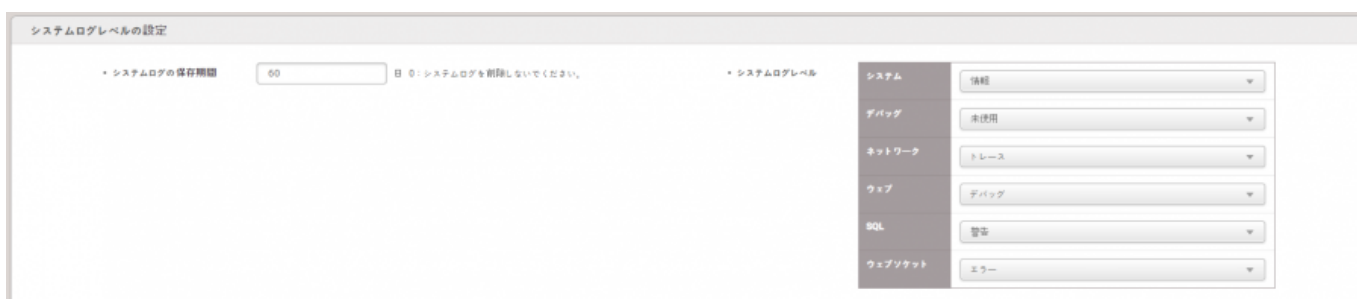 システムログレベルの設定
• システムログの保存期間 60 日 0：システムログを削除しないでください。
• システムログレベル
システム 情報
デバッグ 未使用
ネットワーク トレース
ウェブ デバッグ
SQL 警告
ウェブソケット エラー